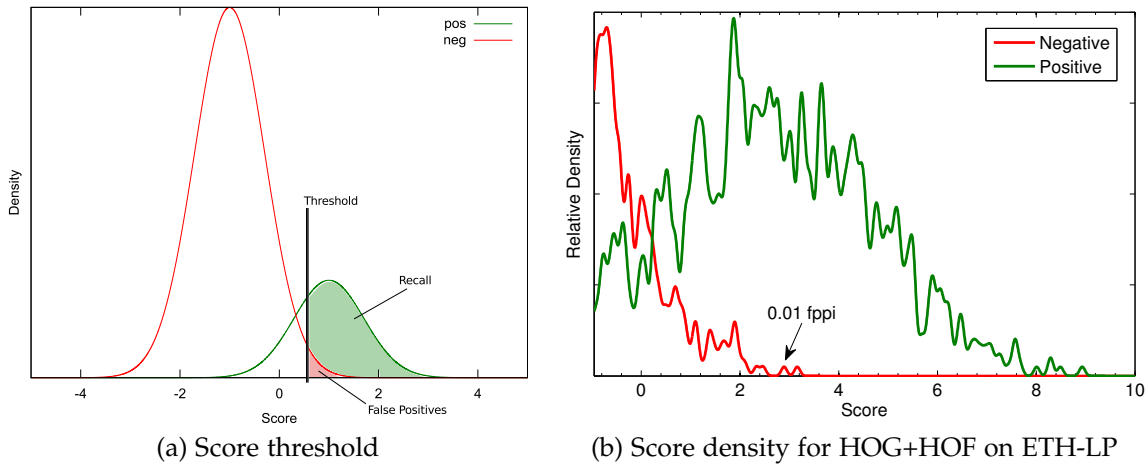 pos
neg
Density
Threshold
Recall
False Positives
-4 -2 0 2 4
Score
(a) Score threshold
Negative
Positive
Relative Density
0.01 fppi
0 2 4 6 8 10
Score
(b) Score density for HOG+HOF on ETH-LP